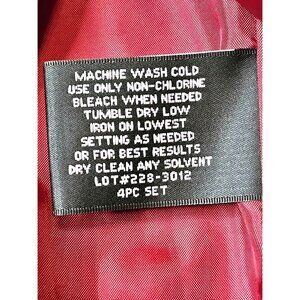 MACHINE WASH COLD
USE ONLY NON-CHLORINE
BLEACH WHEN NEEDED
TUMBLE DRY LOW
IRON ON LOWEST
SETTING AS NEEDED
OR FOR BEST RESULTS
DRY CLEAN ANY SOLVENT
LOT#228-3012
4PC SET